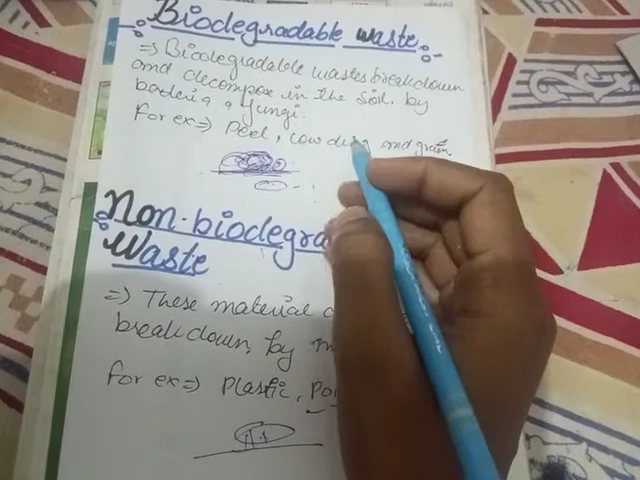 Biodegradable waste:-
=> Biodegradable wastes breakdown
and decompose in the soil. by
bacteria, fungi.
For ex=> Peel, cow dung and grain
Non-biodegra
Waste
=> These material
breakdown, by m
For ex=> Plastic, Po